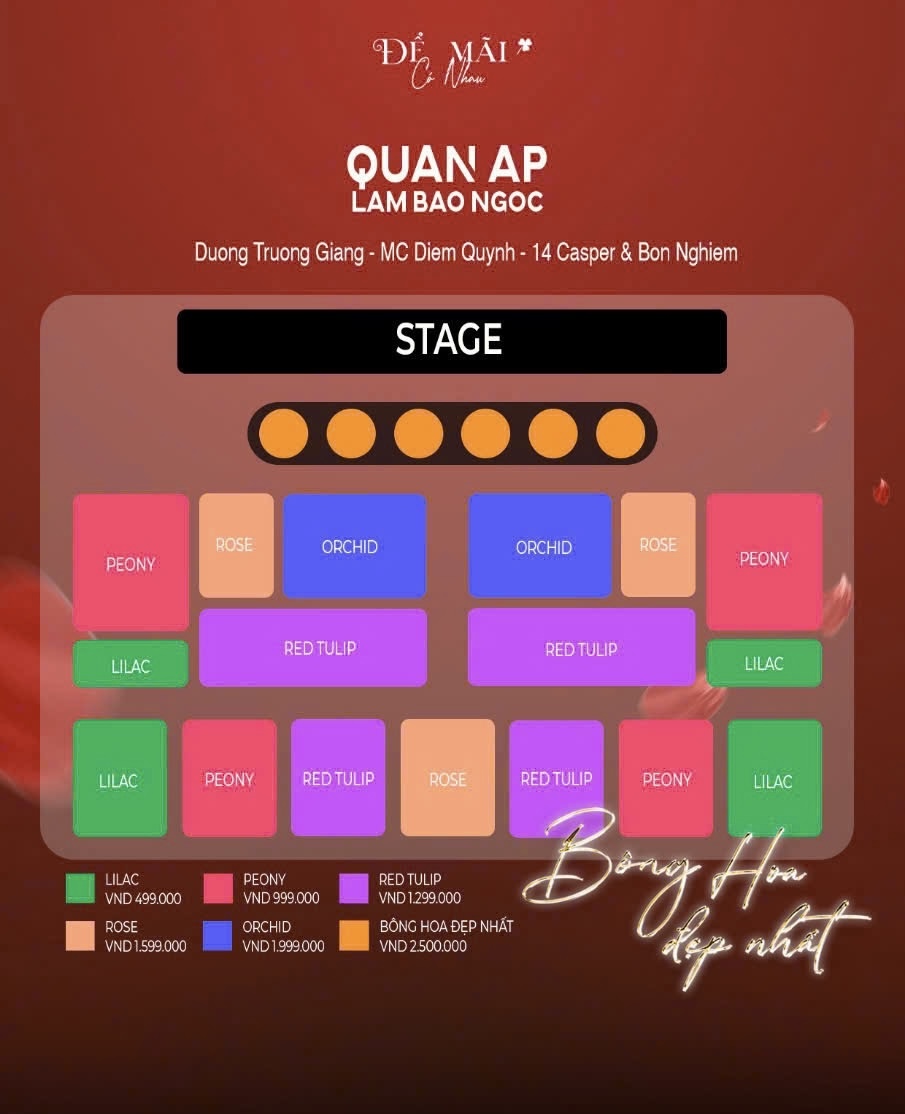 ĐỂ MÃI
Có Nhau
QUAN AP
LAM BAO NGOC
Duong Truong Giang - MC Diem Quynh - 14 Casper & Bon Nghiem
STAGE
PEONY
ROSE
ORCHID
ORCHID
ROSE
PEONY
LILAC
RED TULIP
RED TULIP
LILAC
LILAC
PEONY
RED TULIP
ROSE
RED TULIP
PEONY
LILAC
LILAC
VND 499.000
PEONY
VND 999.000
RED TULIP
VND 1.299.000
ROSE
VND 1.599.000
ORCHID
VND 1.999.000
BÔNG HOA ĐẸP NHẤT
VND 2.500.000
Bông Hoa
đẹp nhất